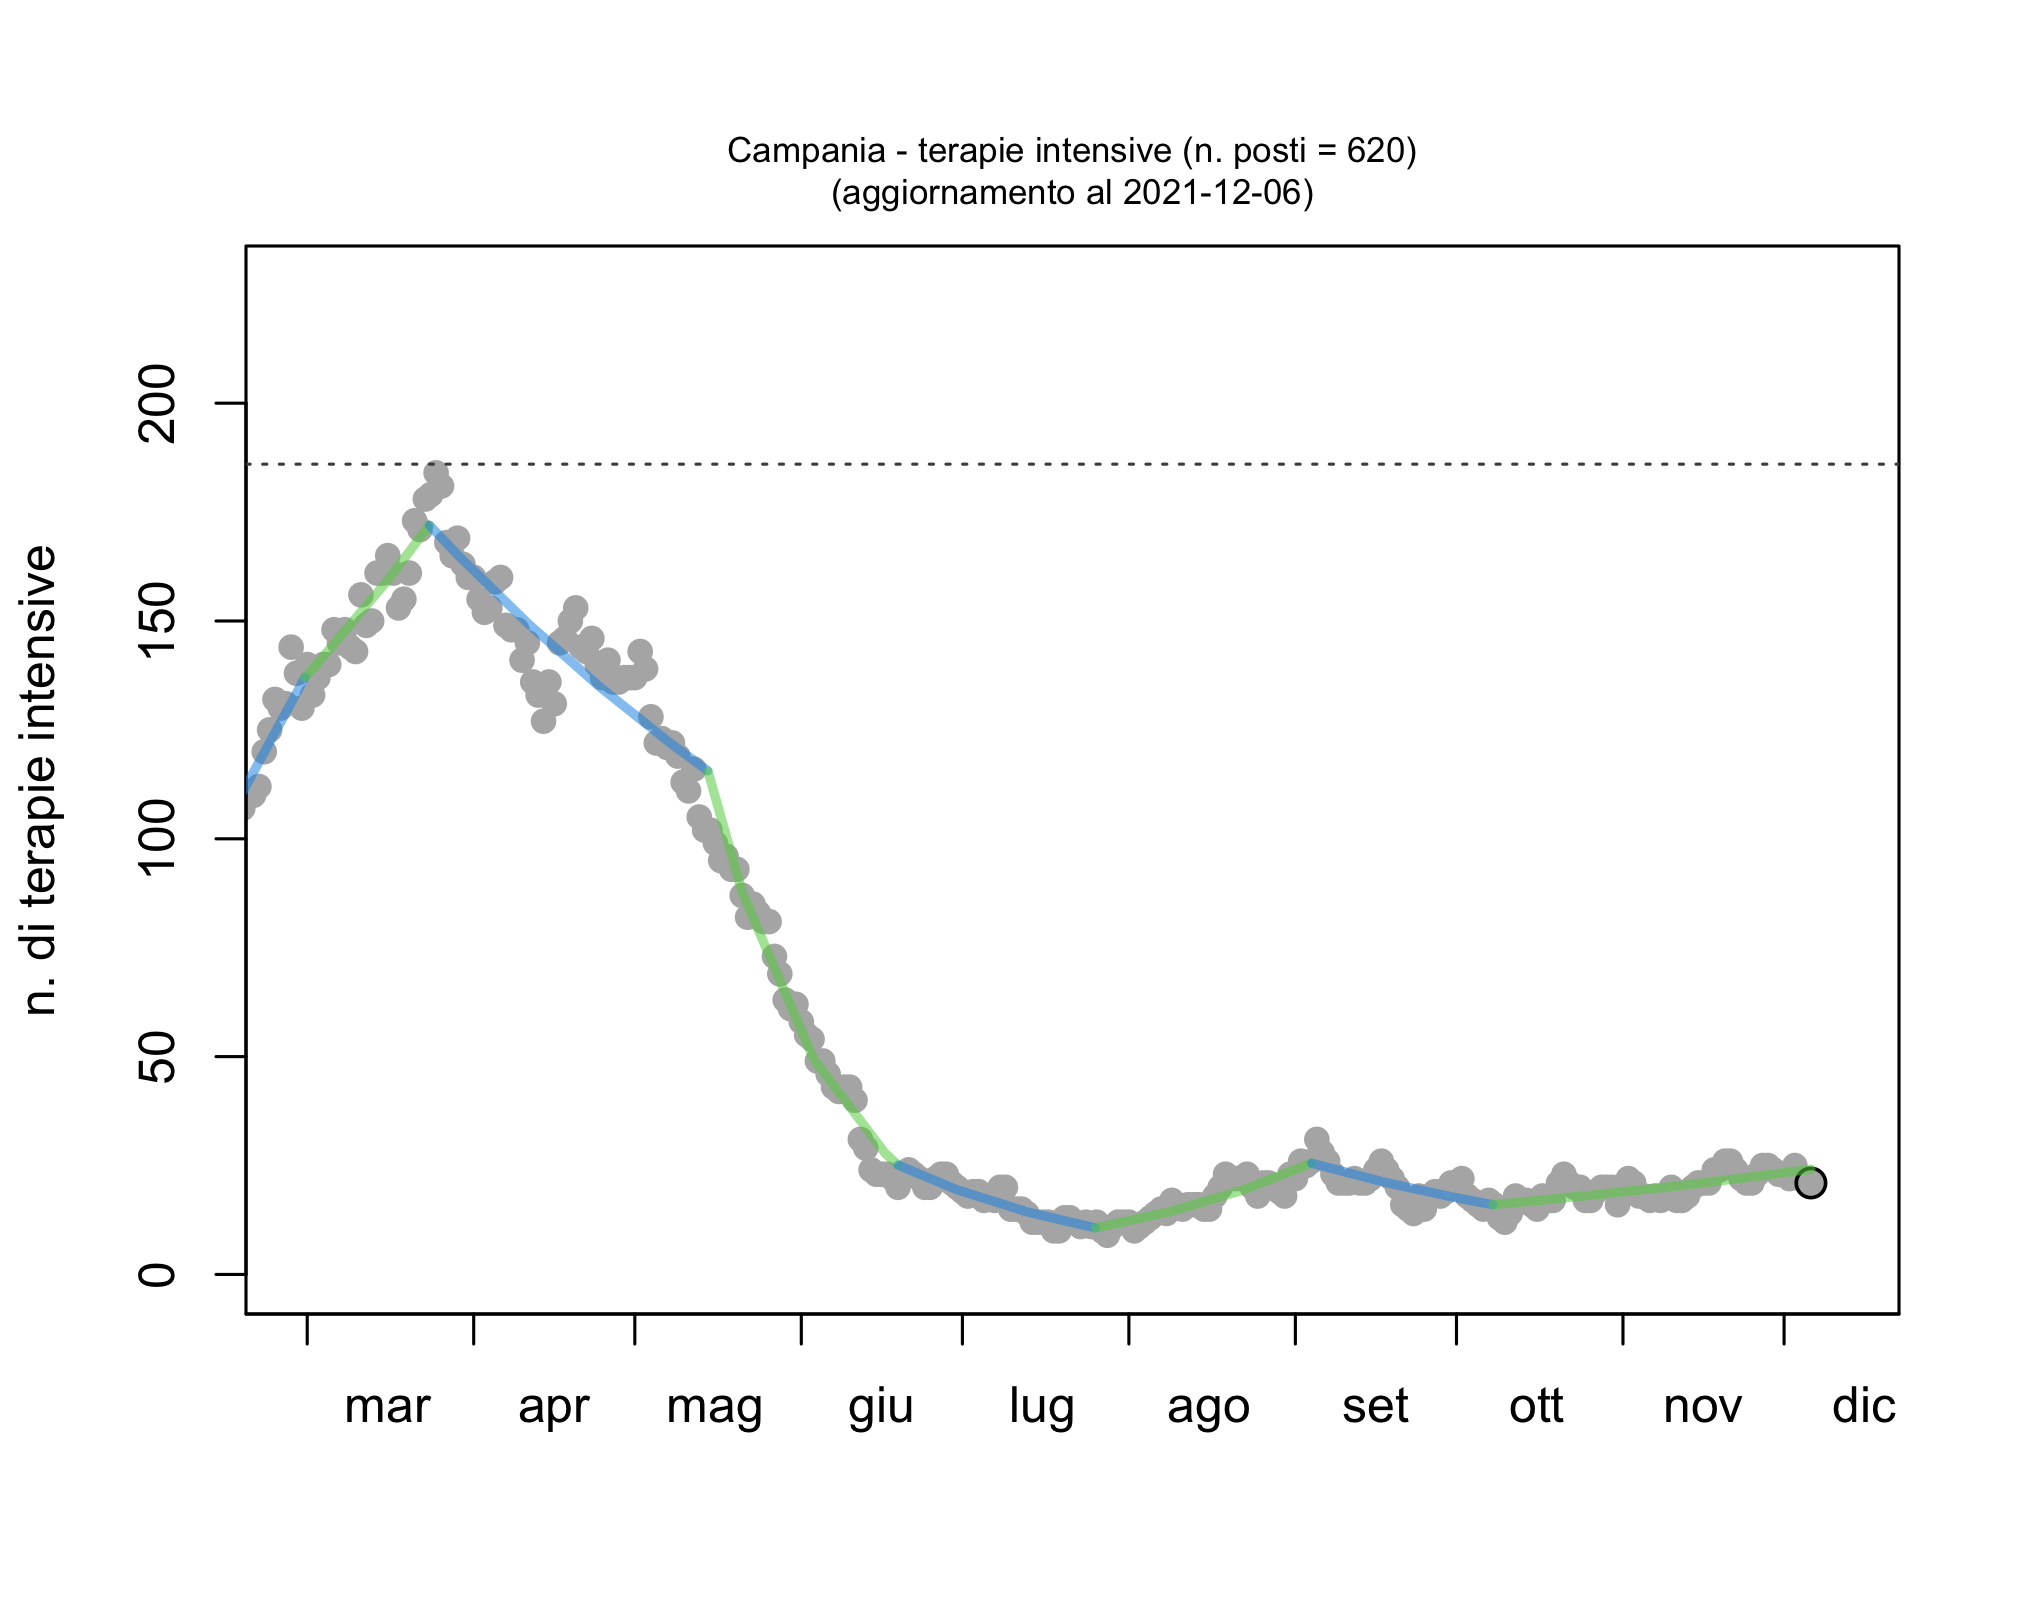 Campania - terapie intensive (n. posti = 620)
(aggiornamento al 2021-12-06)
n. di terapie intensive
200
150
100
50
0
mar apr mag giu lug ago set ott nov dic